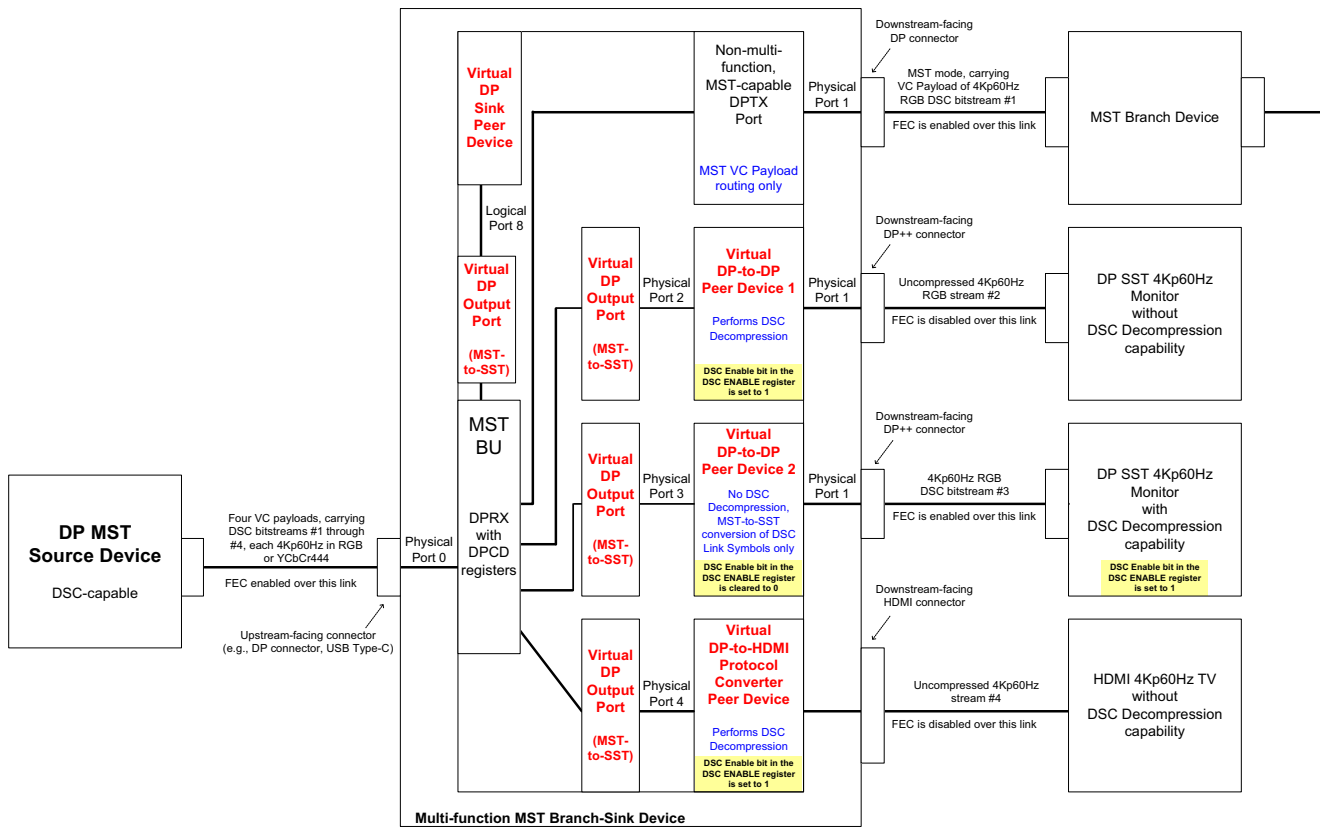 DP MST
Source Device
DSC-capable
Four VC payloads, carrying
DSC bitstreams #1 through
#4, each 4Kp60Hz in RGB
or YCbCr444
FEC enabled over this link
Upstream-facing connector
(e.g., DP connector, USB Type-C)
Physical
Port 0
Virtual
DP
Sink
Peer
Device
Logical
Port 8
Virtual
DP
Output
Port
(MST-
to-SST)
MST
BU
DPRX
with
DPCD
registers
Non-multi-
function,
MST-capable
DPTX
Port
MST VC Payload
routing only
Physical
Port 1
Downstream-facing
DP connector
MST mode, carrying
VC Payload of 4Kp60Hz
RGB DSC bitstream #1
FEC is enabled over this link
MST Branch Device
Virtual
DP
Output
Port
(MST-
to-SST)
Physical
Port 2
Virtual
DP-to-DP
Peer Device 1
Performs DSC
Decompression
DSC Enable bit in the
DSC ENABLE register
is set to 1
Physical
Port 1
Downstream-facing
DP++ connector
Uncompressed 4Kp60Hz
RGB stream #2
FEC is disabled over this link
DP SST 4Kp60Hz
Monitor
without
DSC Decompression
capability
Virtual
DP
Output
Port
(MST-
to-SST)
Physical
Port 3
Virtual
DP-to-DP
Peer Device 2
No DSC
Decompression,
MST-to-SST
conversion of DSC
Link Symbols only
DSC Enable bit in the
DSC ENABLE register
is cleared to 0
Physical
Port 1
Downstream-facing
DP++ connector
4Kp60Hz RGB
DSC bitstream #3
FEC is enabled over this link
DP SST 4Kp60Hz
Monitor
with
DSC Decompression
capability
DSC Enable bit in the
DSC ENABLE register
is set to 1
Virtual
DP
Output
Port
(MST-
to-SST)
Physical
Port 4
Virtual
DP-to-HDMI
Protocol
Converter
Peer Device
Performs DSC
Decompression
DSC Enable bit in the
DSC ENABLE register
is set to 1
Downstream-facing
HDMI connector
Uncompressed 4Kp60Hz
stream #4
FEC is disabled over this link
HDMI 4Kp60Hz TV
without
DSC Decompression
capability
Multi-function MST Branch-Sink Device